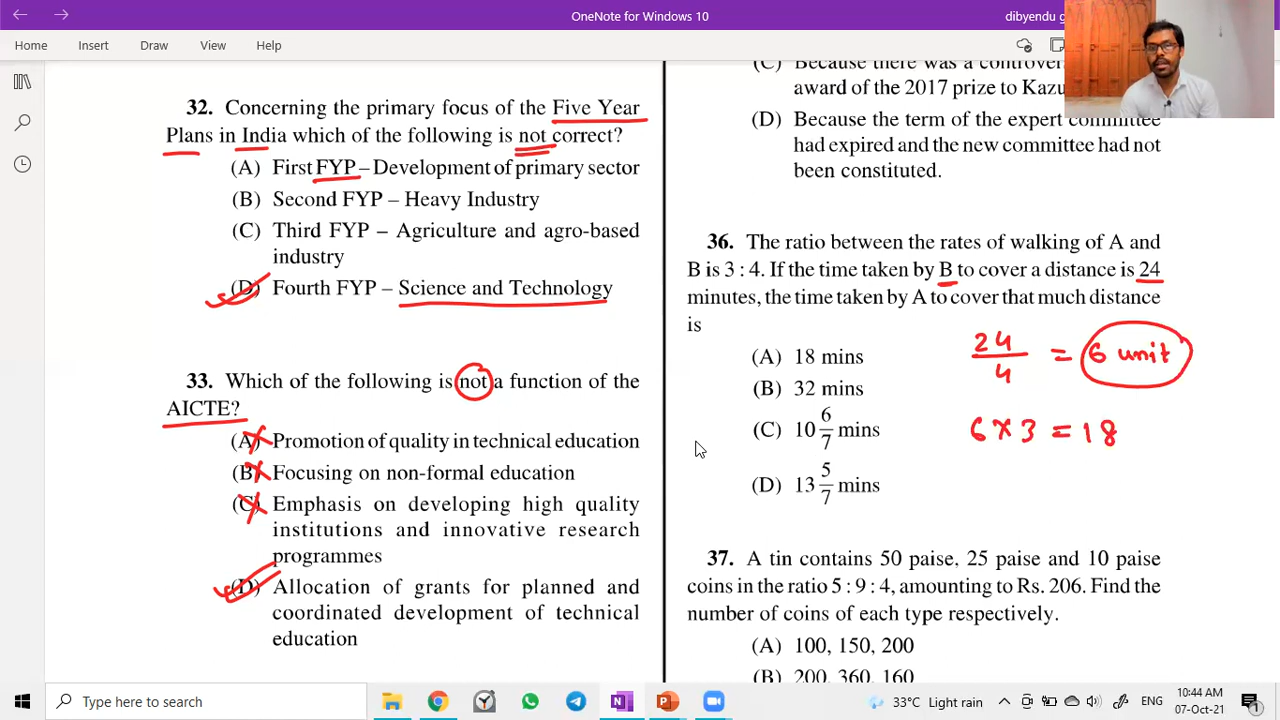 OneNote for Windows 10
dibyendu g
Home Insert Draw View Help
32. Concerning the primary focus of the Five Year
Plans in India which of the following is not correct?
(A) First FYP – Development of primary sector
(B) Second FYP – Heavy Industry
(C) Third FYP – Agriculture and agro-based
industry
(D) Fourth FYP – Science and Technology
33. Which of the following is not a function of the
AICTE?
(A) Promotion of quality in technical education
(B) Focusing on non-formal education
(C) Emphasis on developing high quality
institutions and innovative research
programmes
(D) Allocation of grants for planned and
coordinated development of technical
education
(C) Because there was a controver
award of the 2017 prize to Kazu
(D) Because the term of the expert committee
had expired and the new committee had not
been constituted.
36. The ratio between the rates of walking of A and
B is 3 : 4. If the time taken by B to cover a distance is 24
minutes, the time taken by A to cover that much distance
is
(A) 18 mins
(B) 32 mins
(C) 10 6/7 mins
(D) 13 5/7 mins
24/4 = 6 unit
6 × 3 = 18
37. A tin contains 50 paise, 25 paise and 10 paise
coins in the ratio 5 : 9 : 4, amounting to Rs. 206. Find the
number of coins of each type respectively.
(A) 100, 150, 200
(B) 200, 360, 160
Type here to search
33°C Light rain
ENG
10:44 AM
07-Oct-21